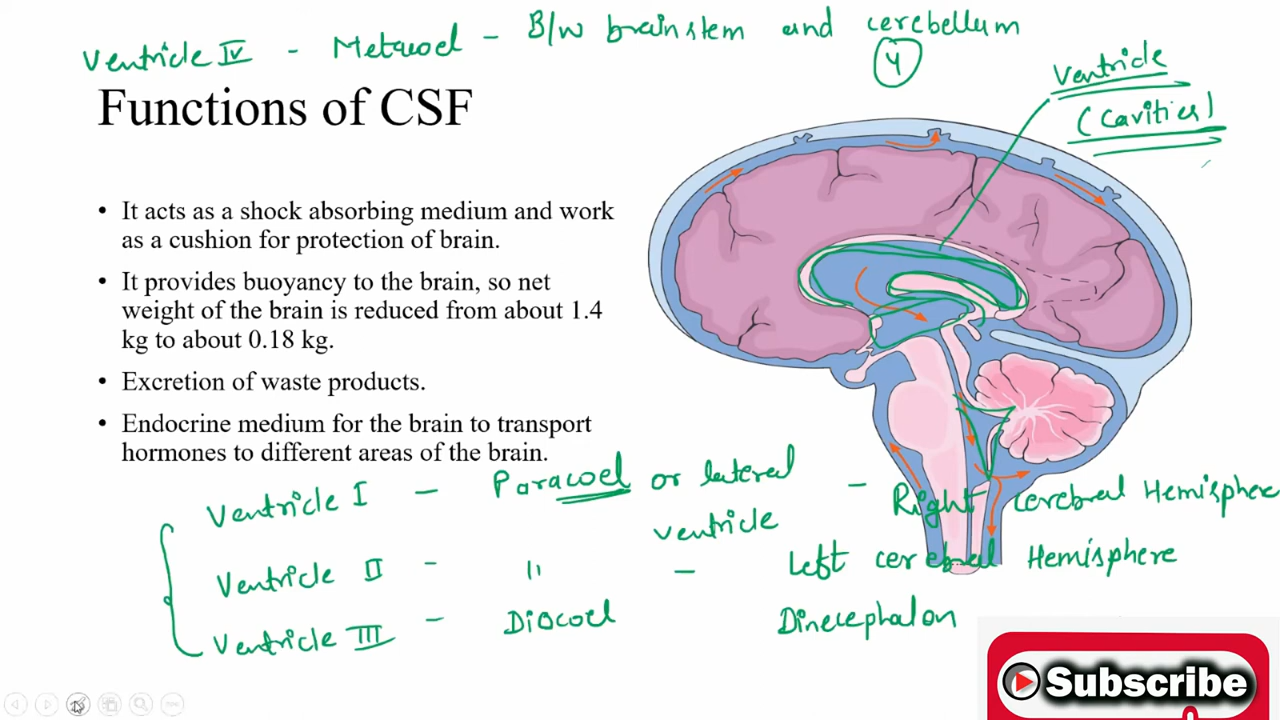 Ventricle IV - Metacoel - B/w brainstem and cerebellum
4
Ventricle
(Cavities)
Functions of CSF
• It acts as a shock absorbing medium and work
as a cushion for protection of brain.
• It provides buoyancy to the brain, so net
weight of the brain is reduced from about 1.4
kg to about 0.18 kg.
• Excretion of waste products.
• Endocrine medium for the brain to transport
hormones to different areas of the brain.
Ventricle I - Paracoel or lateral ventricle - Right cerebral Hemisphere
Ventricle II - " - Left cerebral Hemisphere
Ventricle III - Diocoel Dinecephalon
Subscribe